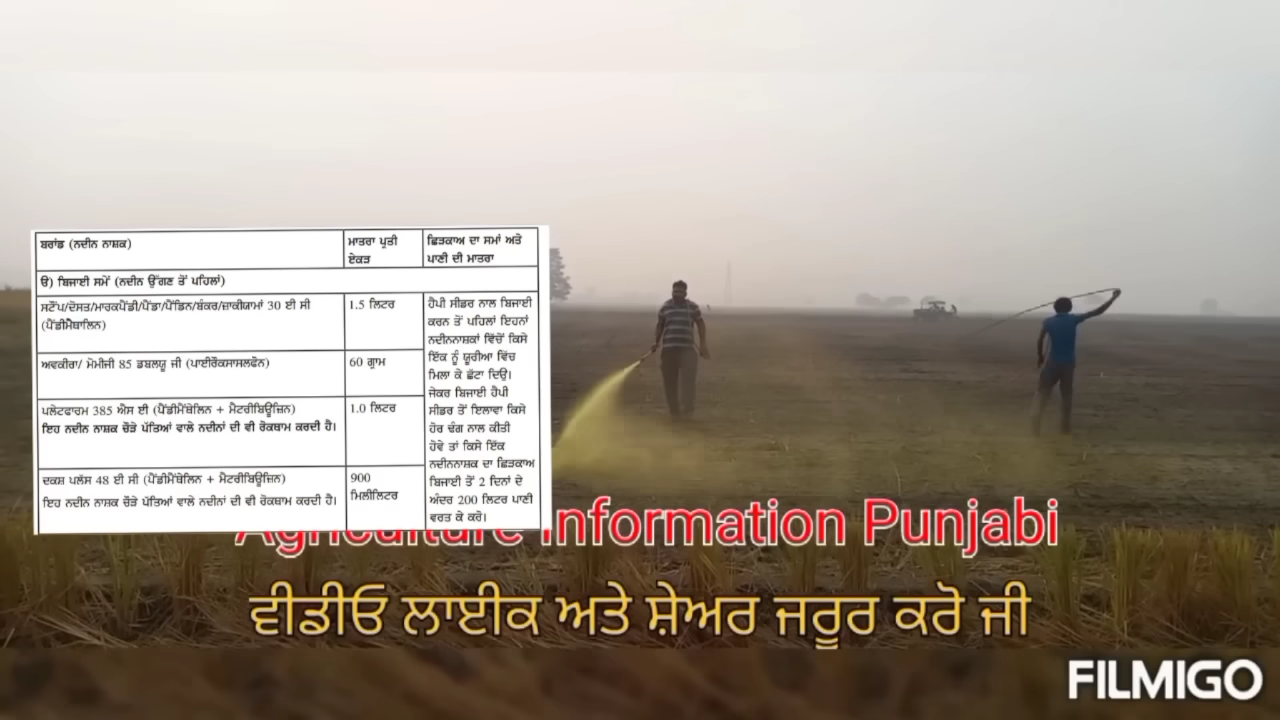 ਬਰਾਂਡ (ਨਦੀਨ ਨਾਸ਼ਕ)
ਮਾਤਰਾ ਪ੍ਰਤੀ
ਏਕੜ
ਛਿੜਕਾਅ ਦਾ ਸਮਾਂ ਅਤੇ
ਪਾਣੀ ਦੀ ਮਾਤਰਾ
ੳ) ਬਿਜਾਈ ਸਮੇਂ (ਨਦੀਨ ਉੱਗਣ ਤੋਂ ਪਹਿਲਾਂ)
ਸਟੌਂਪ/ਦੋਸਤ/ਮਾਰਕਪੈਂਡੀ/ਪੈਂਡਾ/ਪੈਂਡਿਨ/ਬੰਕਰ/ਜ਼ਾਕੀਯਾਮਾਂ 30 ਈ ਸੀ
(ਪੈਂਡੀਮੈਥਾਲਿਨ)
1.5 ਲਿਟਰ
ਅਵਕੀਰਾ/ ਮੋਮੀਜੀ 85 ਡਬਲਯੂ ਜੀ (ਪਾਈਰੌਕਸਾਸਲਫੋਨ)
60 ਗ੍ਰਾਮ
ਪਲੇਟਫਾਰਮ 385 ਐਸ ਈ (ਪੈਂਡੀਮੈਂਥੇਲਿਨ + ਮੈਟਰੀਬਿਊਜ਼ਿਨ)
ਇਹ ਨਦੀਨ ਨਾਸ਼ਕ ਚੌੜੇ ਪੱਤਿਆਂ ਵਾਲੇ ਨਦੀਨਾਂ ਦੀ ਵੀ ਰੋਕਥਾਮ ਕਰਦੀ ਹੈ।
1.0 ਲਿਟਰ
ਦਕਸ਼ ਪਲੱਸ 48 ਈ ਸੀ (ਪੈਂਡੀਮੈਂਥੇਲਿਨ + ਮੈਟਰੀਬਿਊਜ਼ਿਨ)
ਇਹ ਨਦੀਨ ਨਾਸ਼ਕ ਚੌੜੇ ਪੱਤਿਆਂ ਵਾਲੇ ਨਦੀਨਾਂ ਦੀ ਵੀ ਰੋਕਥਾਮ ਕਰਦੀ ਹੈ।
900
ਮਿਲੀਲਿਟਰ
ਹੈਪੀ ਸੀਡਰ ਨਾਲ ਬਿਜਾਈ
ਕਰਨ ਤੋਂ ਪਹਿਲਾਂ ਇਹਨਾਂ
ਨਦੀਨਨਾਸ਼ਕਾਂ ਵਿੱਚੋਂ ਕਿਸੇ
ਇੱਕ ਨੂੰ ਯੂਰੀਆ ਵਿੱਚ
ਮਿਲਾ ਕੇ ਛੱਟਾ ਦਿਉ।
ਜੇਕਰ ਬਿਜਾਈ ਹੈਪੀ
ਸੀਡਰ ਤੋਂ ਇਲਾਵਾ ਕਿਸੇ
ਹੋਰ ਢੰਗ ਨਾਲ ਕੀਤੀ
ਹੋਵੇ ਤਾਂ ਕਿਸੇ ਇੱਕ
ਨਦੀਨਨਾਸ਼ਕ ਦਾ ਛਿੜਕਾਅ
ਬਿਜਾਈ ਤੋਂ 2 ਦਿਨਾਂ ਦੇ
ਅੰਦਰ 200 ਲਿਟਰ ਪਾਣੀ
ਵਰਤ ਕੇ ਕਰੋ।
Agriculture Information Punjabi
ਵੀਡੀਓ ਲਾਈਕ ਅਤੇ ਸ਼ੇਅਰ ਜਰੂਰ ਕਰੋ ਜੀ
FILMIGO